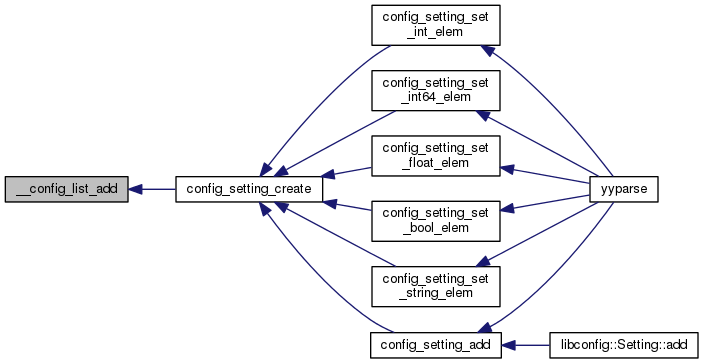 config_setting_set
_int_elem
config_setting_set
_int64_elem
config_setting_set
_float_elem
__config_list_add
config_setting_create
yyparse
config_setting_set
_bool_elem
config_setting_set
_string_elem
config_setting_add
libconfig::Setting::add